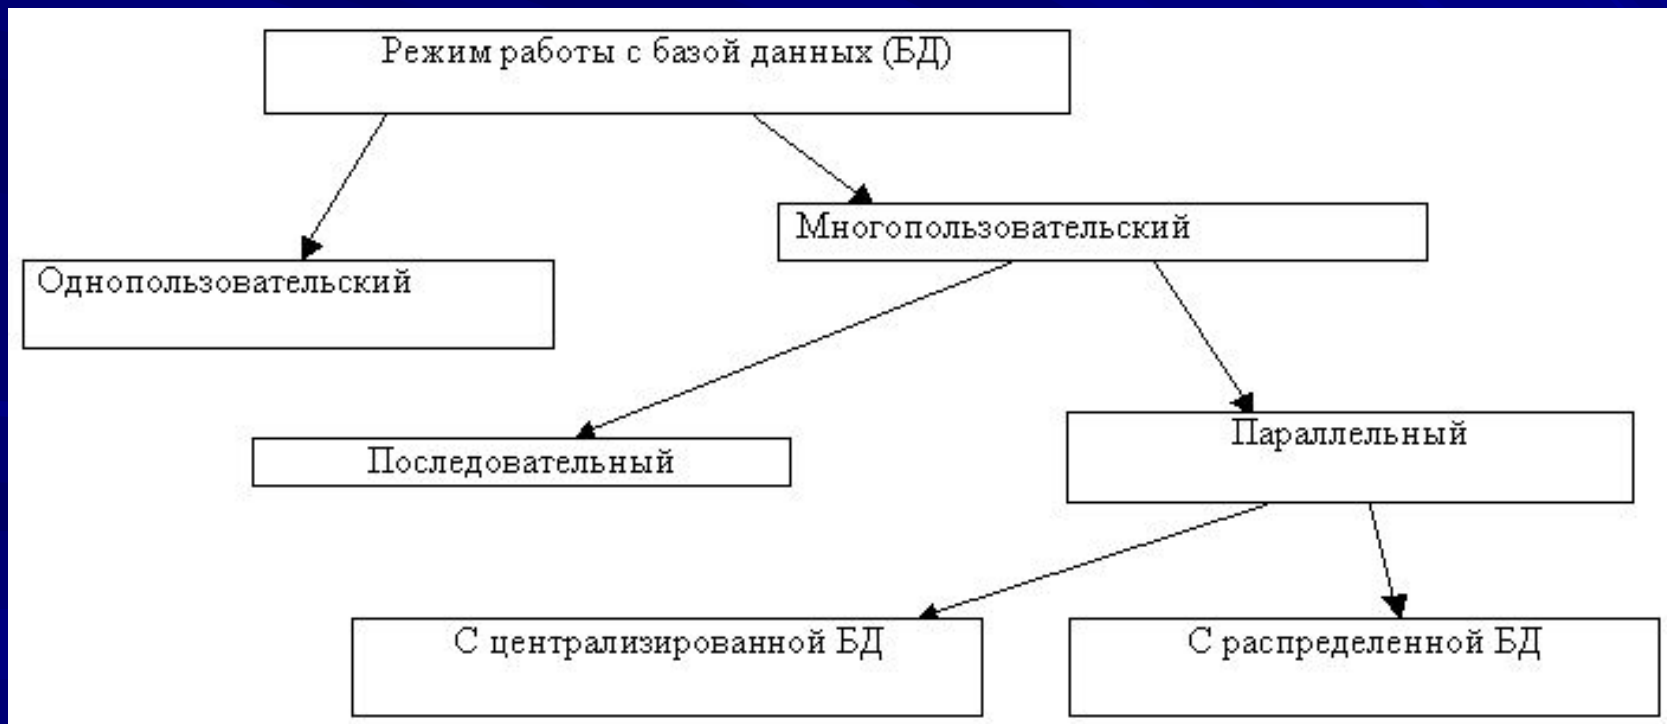 Режим работы с базой данных (БД)
Многопользовательский
Однопользовательский
Последовательный
Параллельный
С централизированной БД
С распределенной БД